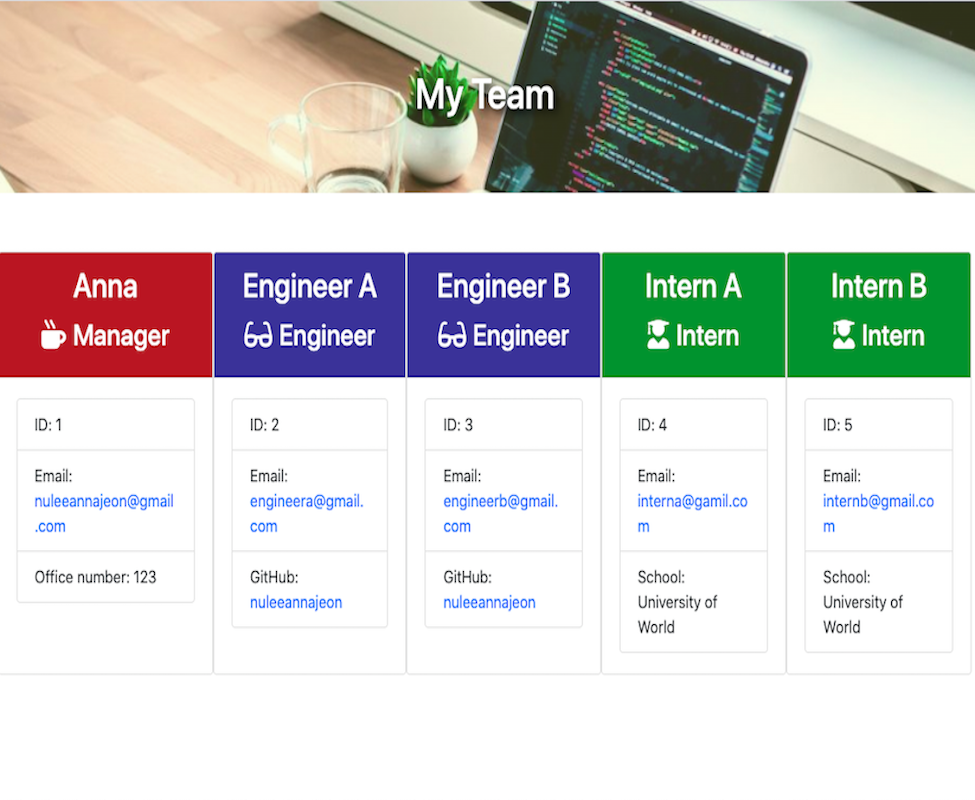 My Team
Anna
Manager
ID: 1
Email:
nuleeannajeon@gmail
.com
Office number: 123
Engineer A
Engineer
ID: 2
Email:
engineera@gmail.
com
GitHub:
nuleeannajeon
Engineer B
Engineer
ID: 3
Email:
engineerb@gmail.
com
GitHub:
nuleeannajeon
Intern A
Intern
ID: 4
Email:
interna@gamil.co
m
School:
University of
World
Intern B
Intern
ID: 5
Email:
internb@gmail.co
m
School:
University of
World